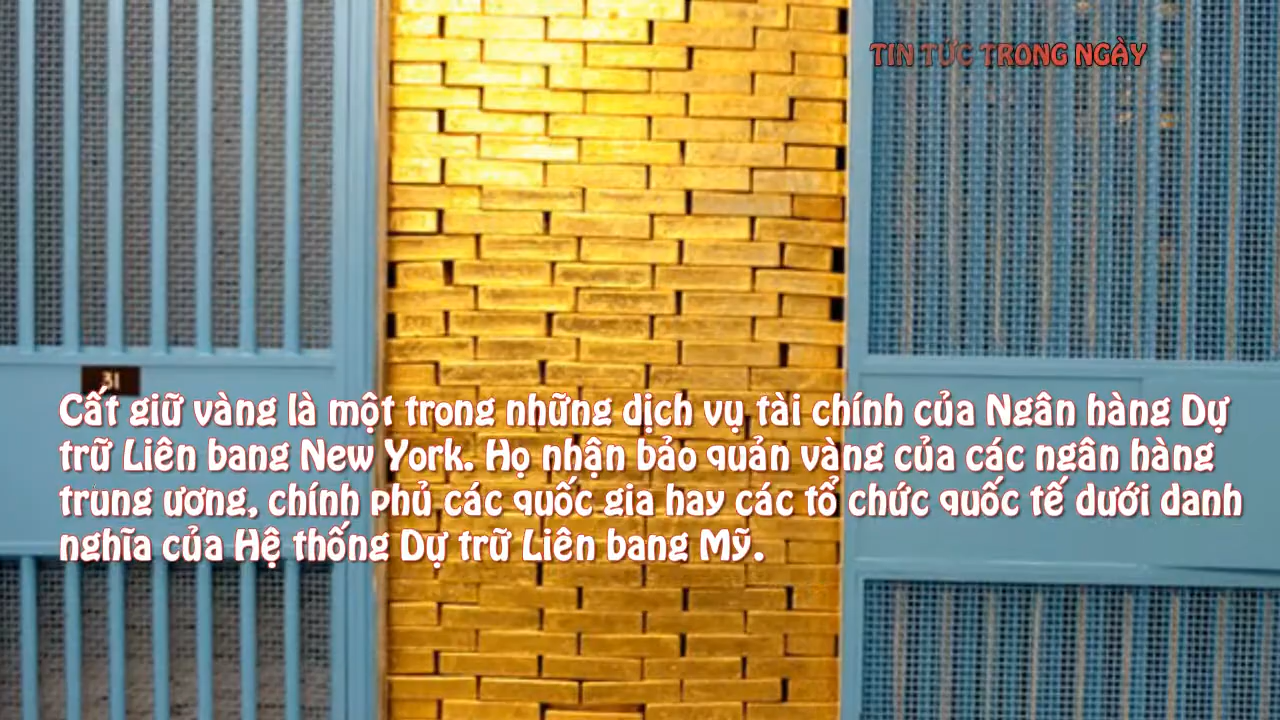 TIN TỨC TRONG NGÀY
31
Cất giữ vàng là một trong những dịch vụ tài chính của Ngân hàng Dự
trữ Liên bang New York. Họ nhận bảo quản vàng của các ngân hàng
trung ương, chính phủ các quốc gia hay các tổ chức quốc tế dưới danh
nghĩa của Hệ thống Dự trữ Liên bang Mỹ.